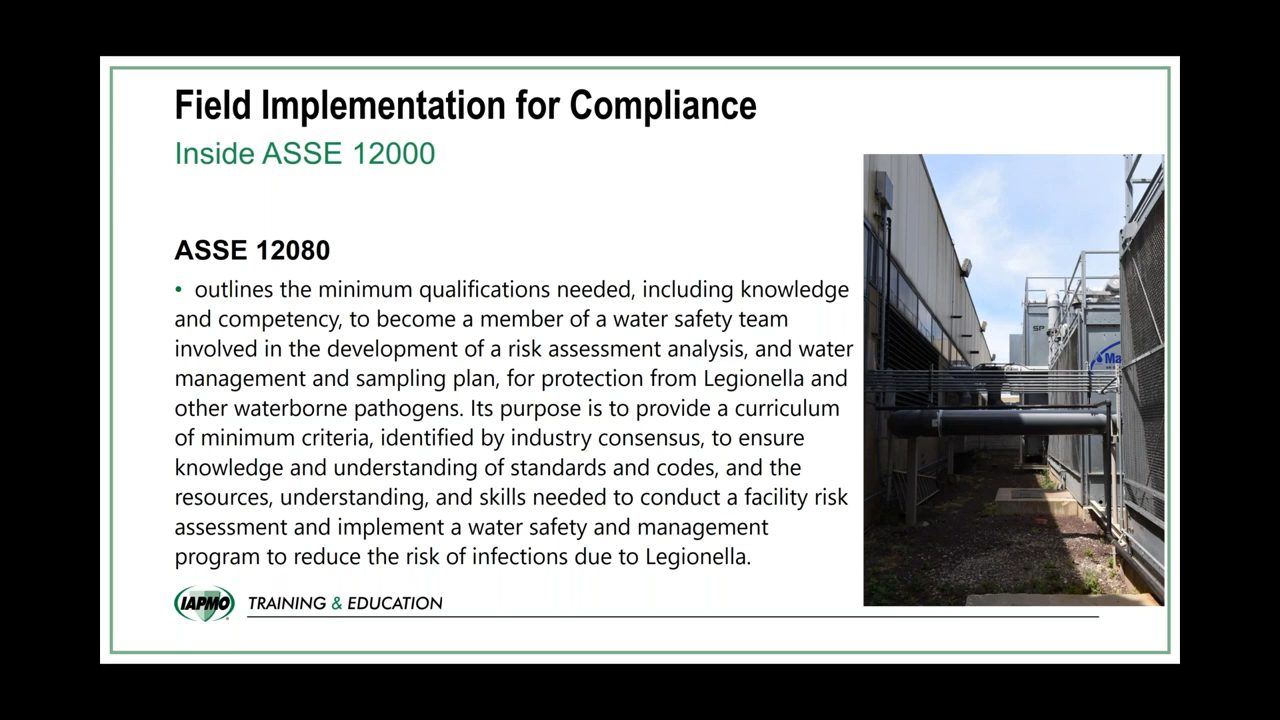 Field Implementation for Compliance
Inside ASSE 12000
ASSE 12080
• outlines the minimum qualifications needed, including knowledge
and competency, to become a member of a water safety team
involved in the development of a risk assessment analysis, and water
management and sampling plan, for protection from Legionella and
other waterborne pathogens. Its purpose is to provide a curriculum
of minimum criteria, identified by industry consensus, to ensure
knowledge and understanding of standards and codes, and the
resources, understanding, and skills needed to conduct a facility risk
assessment and implement a water safety and management
program to reduce the risk of infections due to Legionella.
SP
Ma
IAPMO
TRAINING & EDUCATION